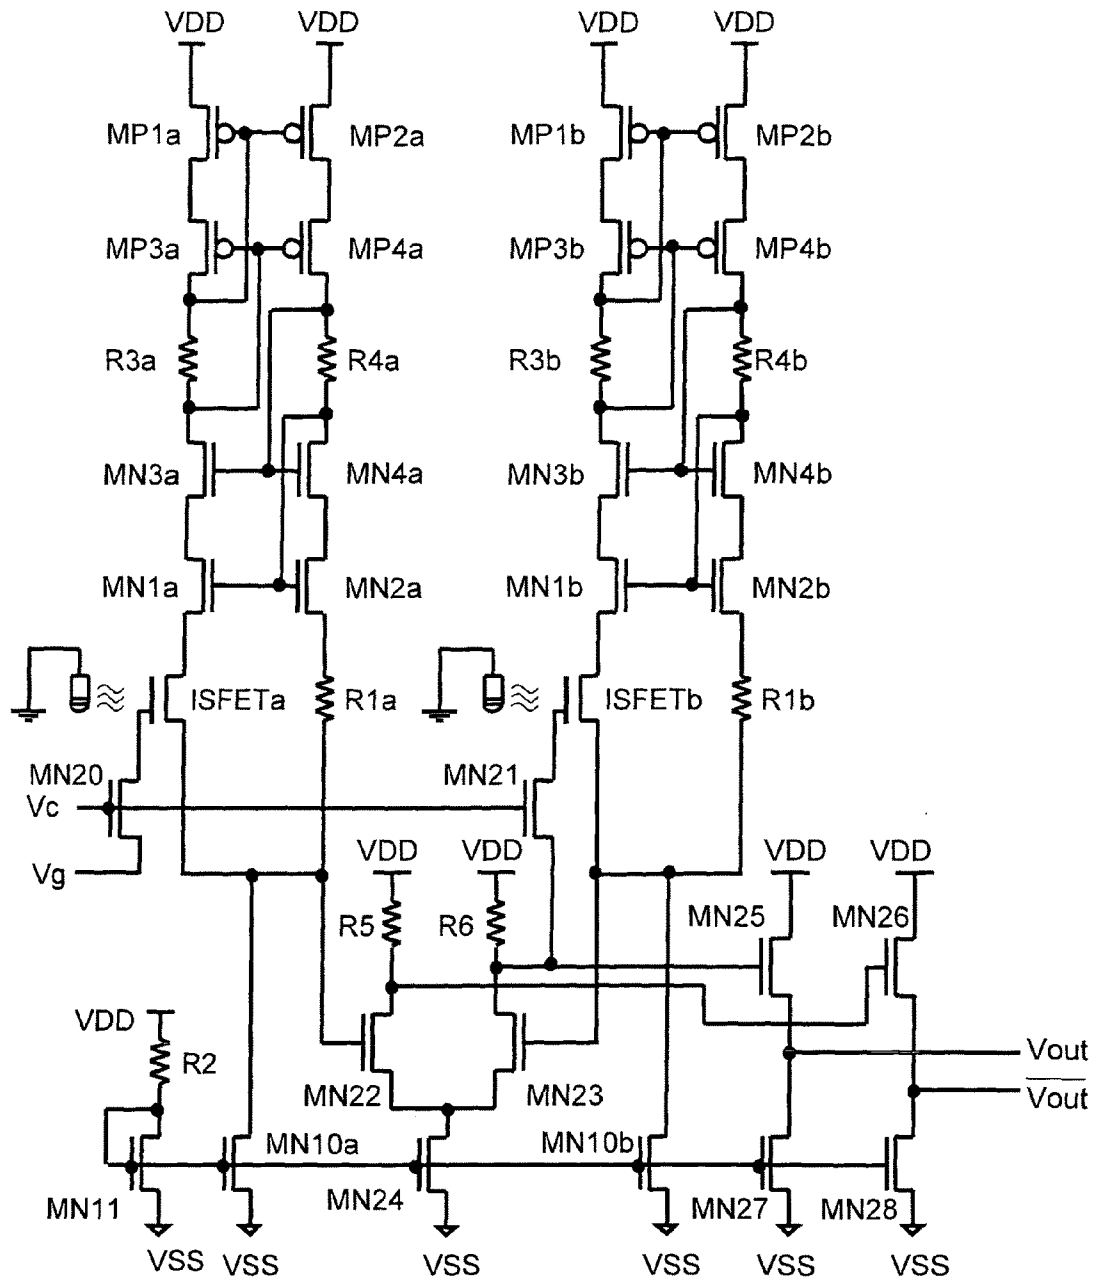 VDD VDD VDD VDD
MP1a MP2a MP1b MP2b
MP3a MP4a MP3b MP4b
R3a R4a R3b R4b
MN3a MN4a MN3b MN4b
MN1a MN2a MN1b MN2b
ISFETa R1a ISFETb R1b
MN20 MN21
Vc
Vg VDD VDD VDD VDD
R5 R6 MN25 MN26
VDD
R2 Vout
MN22 MN23 Vout
MN10a MN10b
MN11 MN24 MN27 MN28
VSS VSS VSS VSS VSS VSS